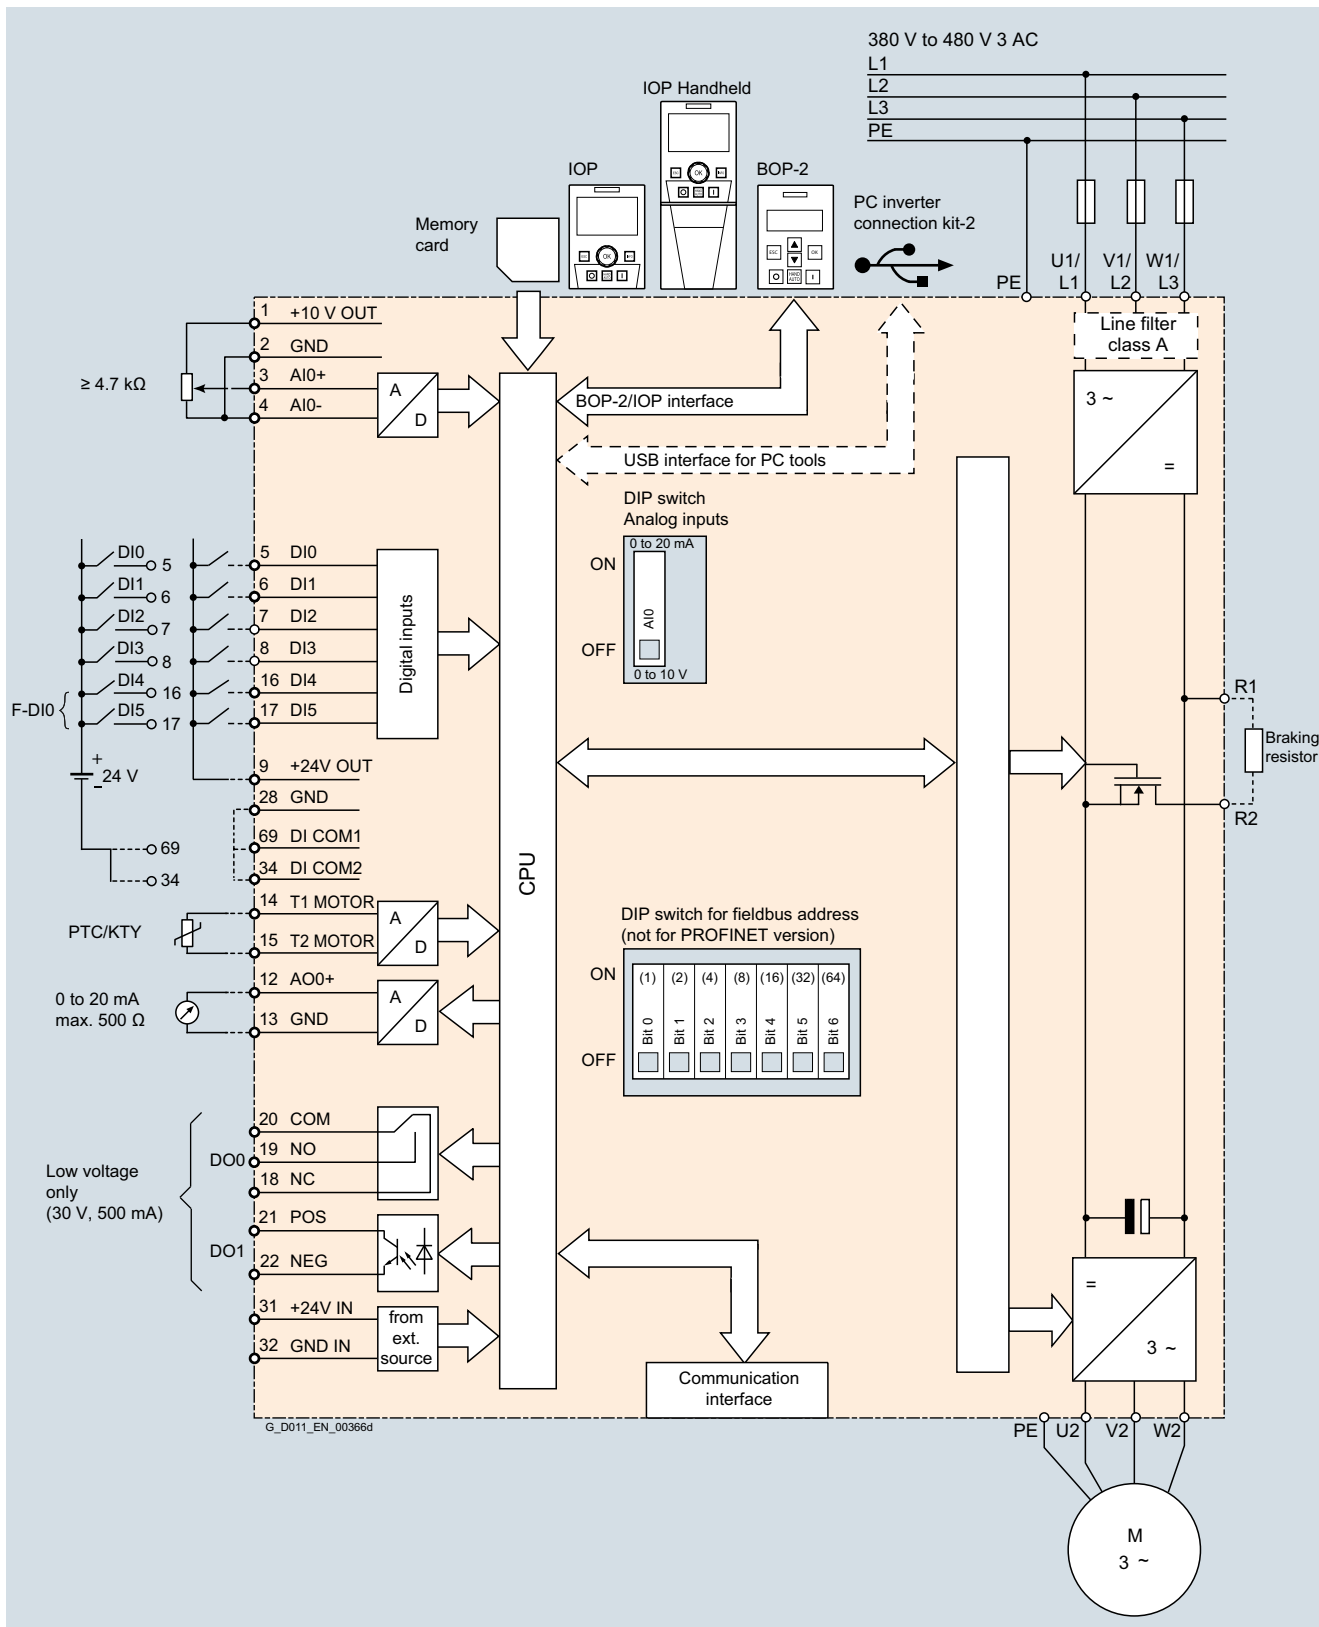 380 V to 480 V 3 AC
L1
L2
L3
PE
IOP Handheld
IOP
BOP-2
Memory
card
PC inverter
connection kit-2
ESC
OK
HAND
AUTO
I
PE
U1/
L1
V1/
L2
W1/
L3
Line filter
class A
3 ~
=
1 +10 V OUT
2 GND
3 AI0+
4 AI0-
≥ 4.7 kΩ
A
D
BOP-2/IOP interface
USB interface for PC tools
DIP switch
Analog inputs
0 to 20 mA
ON
AI0
OFF
0 to 10 V
DI0 5
DI1 6
DI2 7
DI3 8
DI4 16
DI5 17
F-DI0
5 DI0
6 DI1
7 DI2
8 DI3
16 DI4
17 DI5
Digital inputs
+
24 V
–
9 +24V OUT
28 GND
69 DI COM1
34 DI COM2
69
34
CPU
R1
Braking
resistor
R2
14 T1 MOTOR
15 T2 MOTOR
PTC/KTY
A
D
12 AO0+
13 GND
0 to 20 mA
max. 500 Ω
A
D
DIP switch for fieldbus address
(not for PROFINET version)
ON
(1) (2) (4) (8) (16) (32) (64)
Bit 0 Bit 1 Bit 2 Bit 3 Bit 4 Bit 5 Bit 6
OFF
20 COM
19 NO
18 NC
DO0
Low voltage
only
(30 V, 500 mA)
21 POS
22 NEG
DO1
31 +24V IN
32 GND IN
from
ext.
source
Communication
interface
=
3 ~
G_D011_EN_00366d
PE U2 V2 W2
M
3 ~